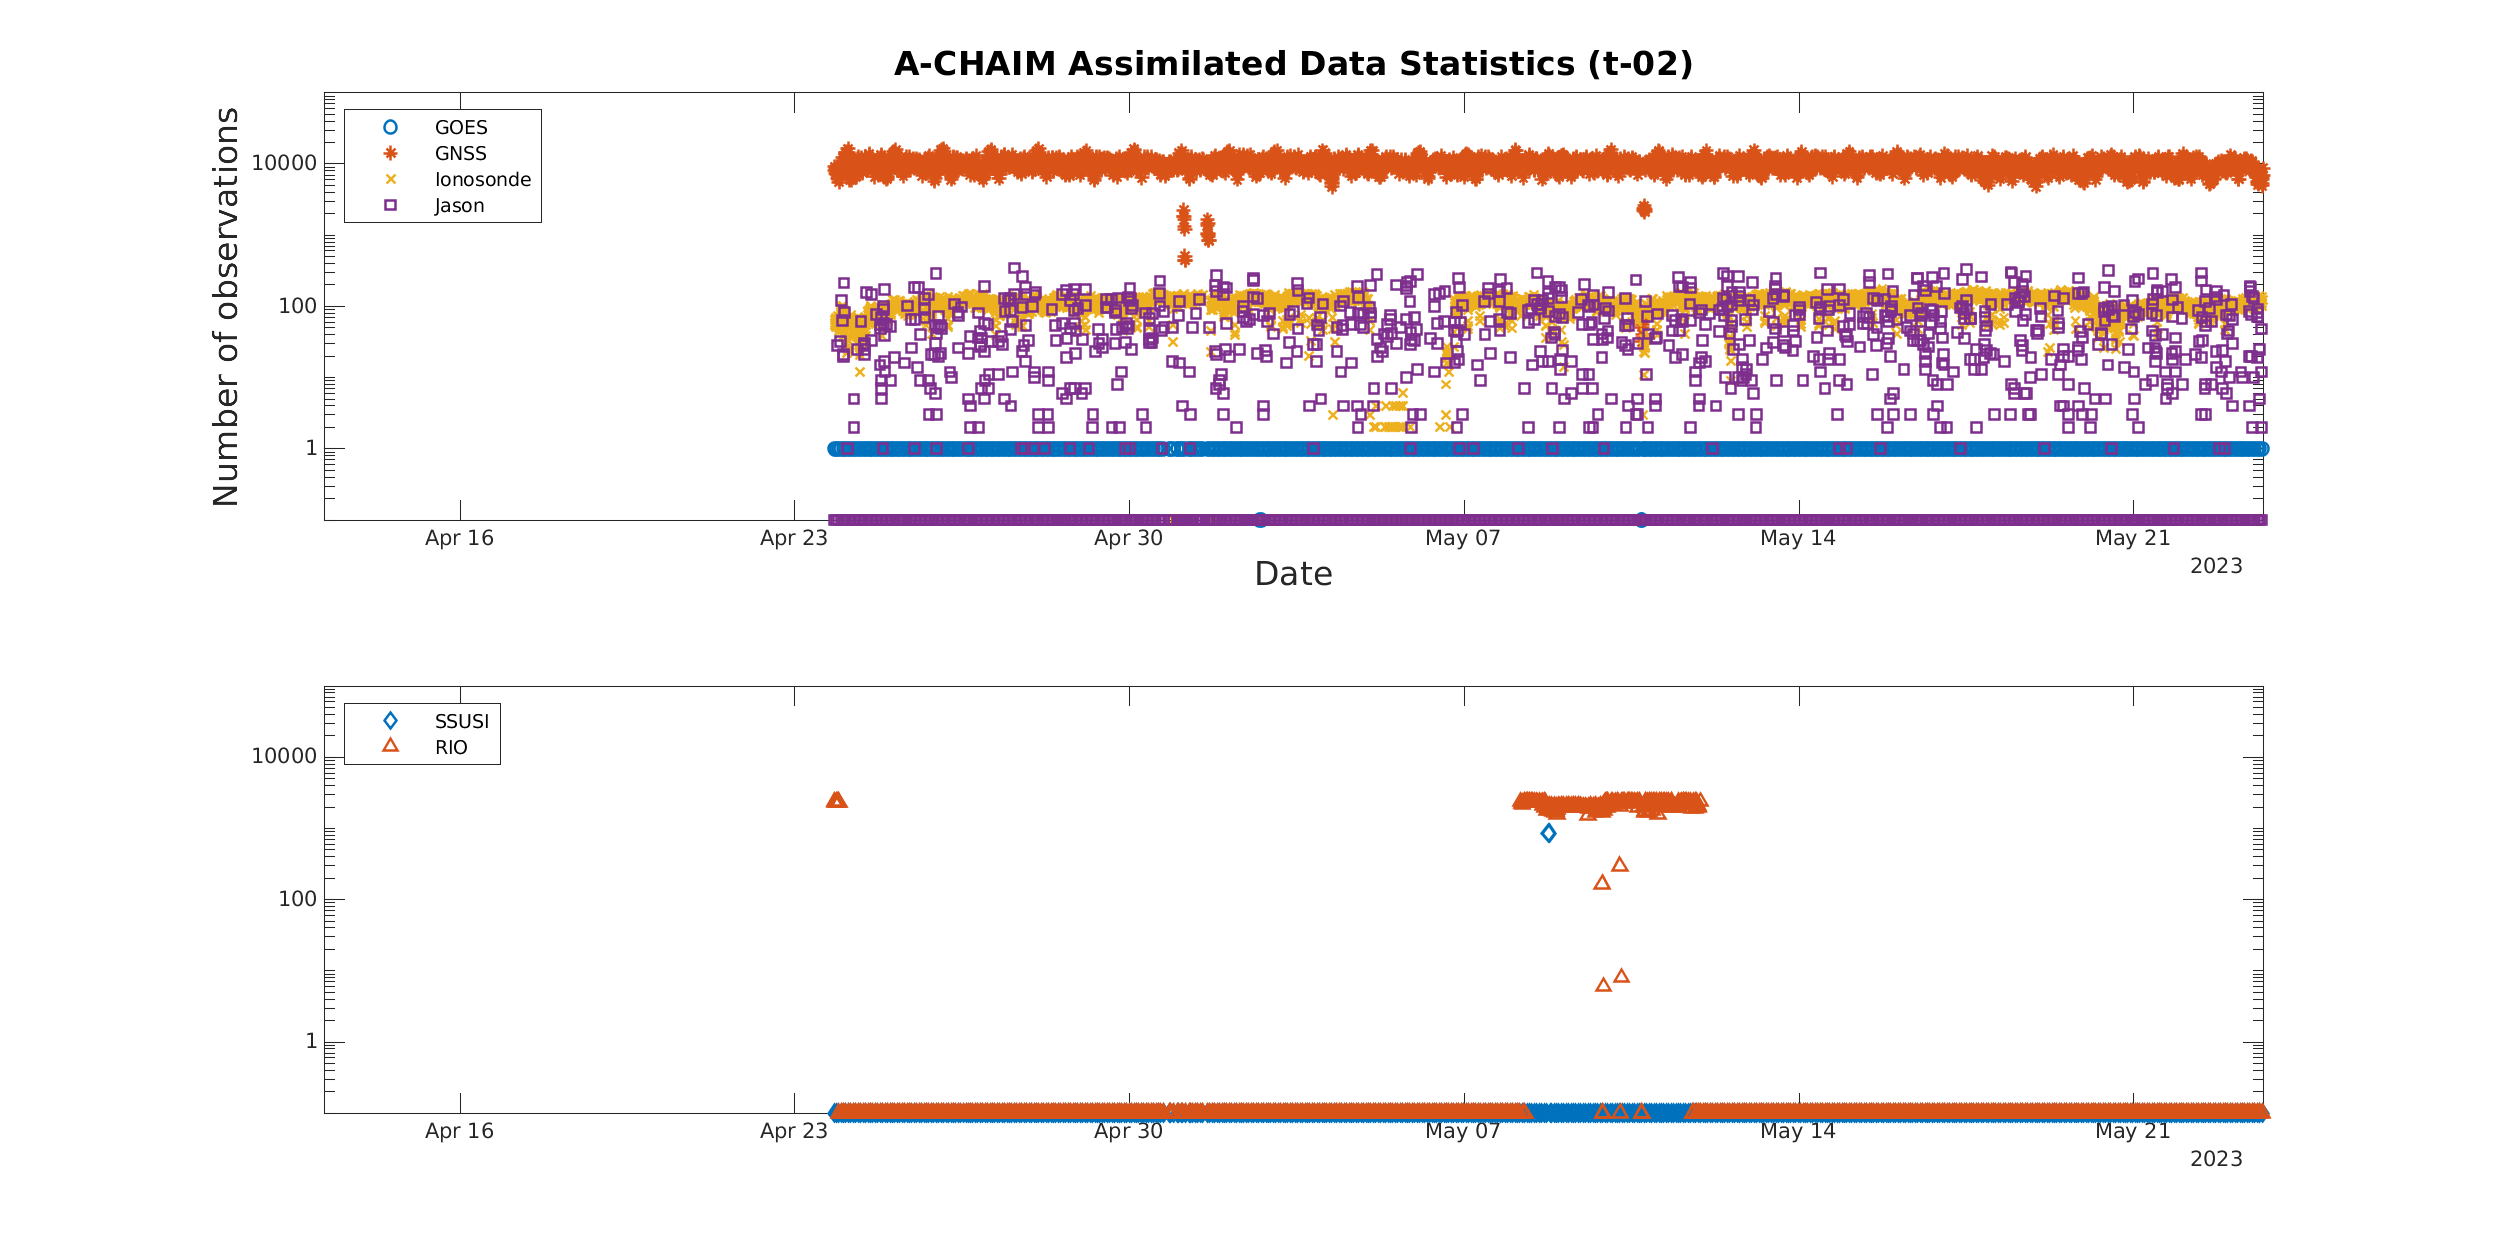 A-CHAIM Assimilated Data Statistics (t-02)
GOES
GNSS
Ionosonde
Jason
Number of observations
10000
100
1
Apr 16
Apr 23
Apr 30
May 07
May 14
May 21
2023
Date
SSUSI
RIO
10000
100
1
Apr 16
Apr 23
Apr 30
May 07
May 14
May 21
2023